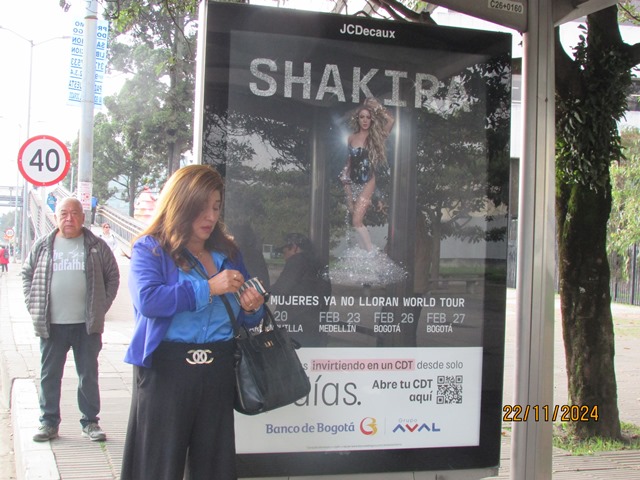 C26+0160
JCDecaux
SHAKIRA
40
the
Godfather
MUJERES YA NO LLORAN WORLD TOUR
20 FEB 23 FEB 26 FEB 27
MEDELLÍN BOGOTÁ BOGOTÁ
invirtiendo en un CDT desde solo
días. Abre tu CDT
aquí
Banco de Bogotá Grupo
AVAL
22/11/2024